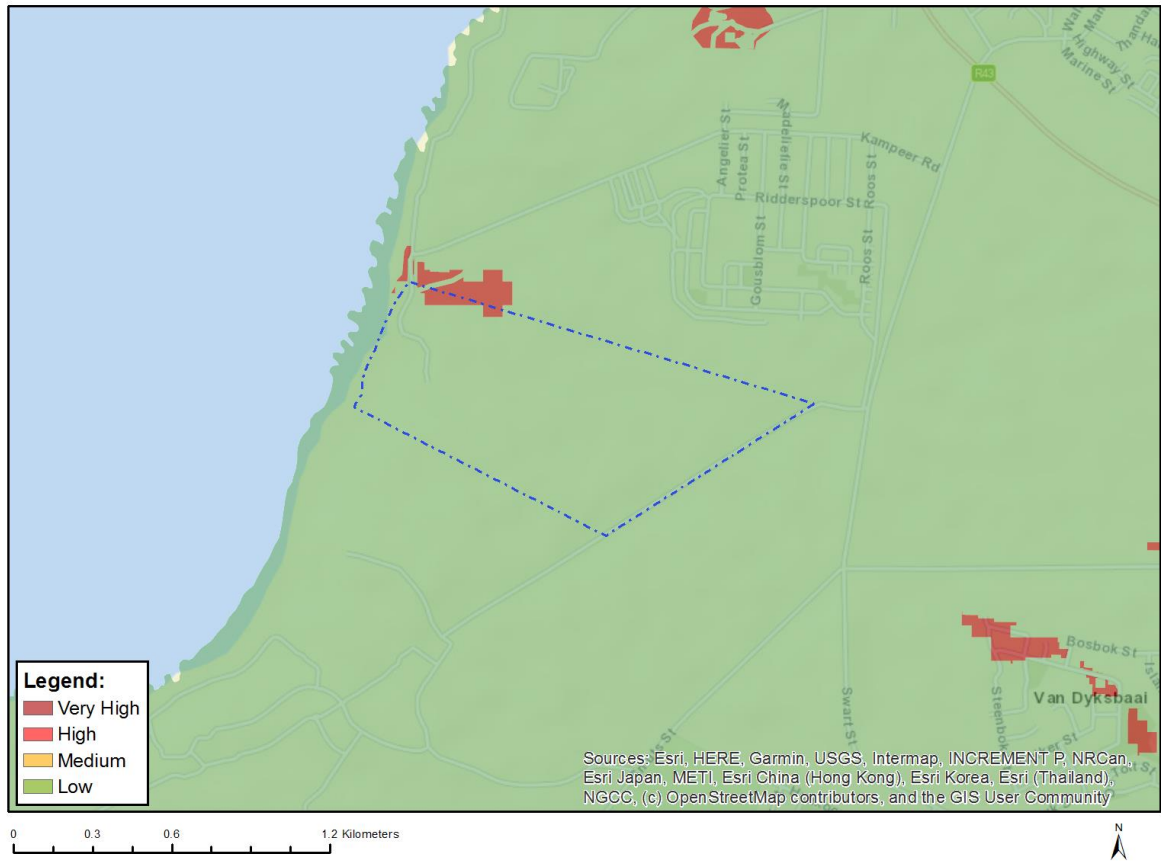 R43
Highway St
Marine St
Kampeer Rd
Angelier St
Protea St
Ridderspoor St
Roos St
Gousblom St
Roos St
Bosbok St
Van Dyksbaai
Steenbok
Swart St
Legend:
Very High
High
Medium
Low
Sources: Esri, HERE, Garmin, USGS, Intermap, INCREMENT P, NRCan,
Esri Japan, METI, Esri China (Hong Kong), Esri Korea, Esri (Thailand),
NGCC, (c) OpenStreetMap contributors, and the GIS User Community
0 0.3 0.6 1.2 Kilometers
N